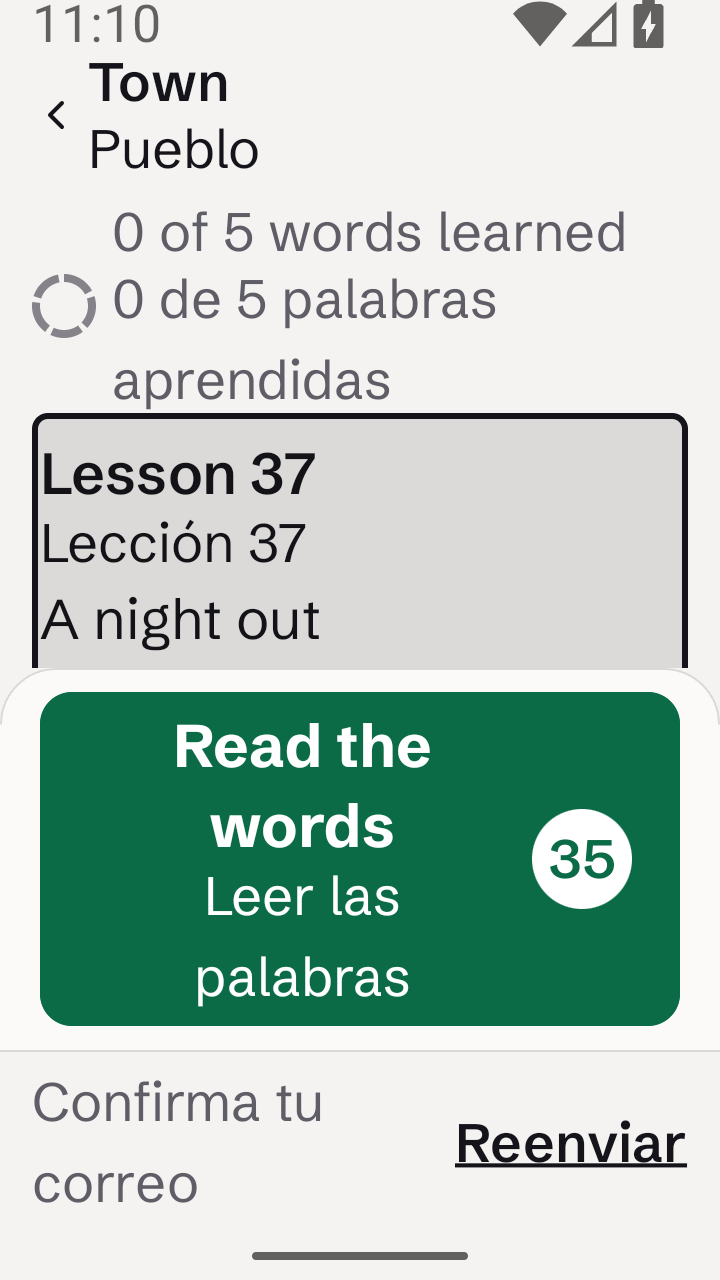 11:10
Town
Pueblo
0 of 5 words learned
0 de 5 palabras
aprendidas
Lesson 37
Lección 37
A night out
Read the
words
Leer las
palabras
35
Confirma tu
correo
Reenviar